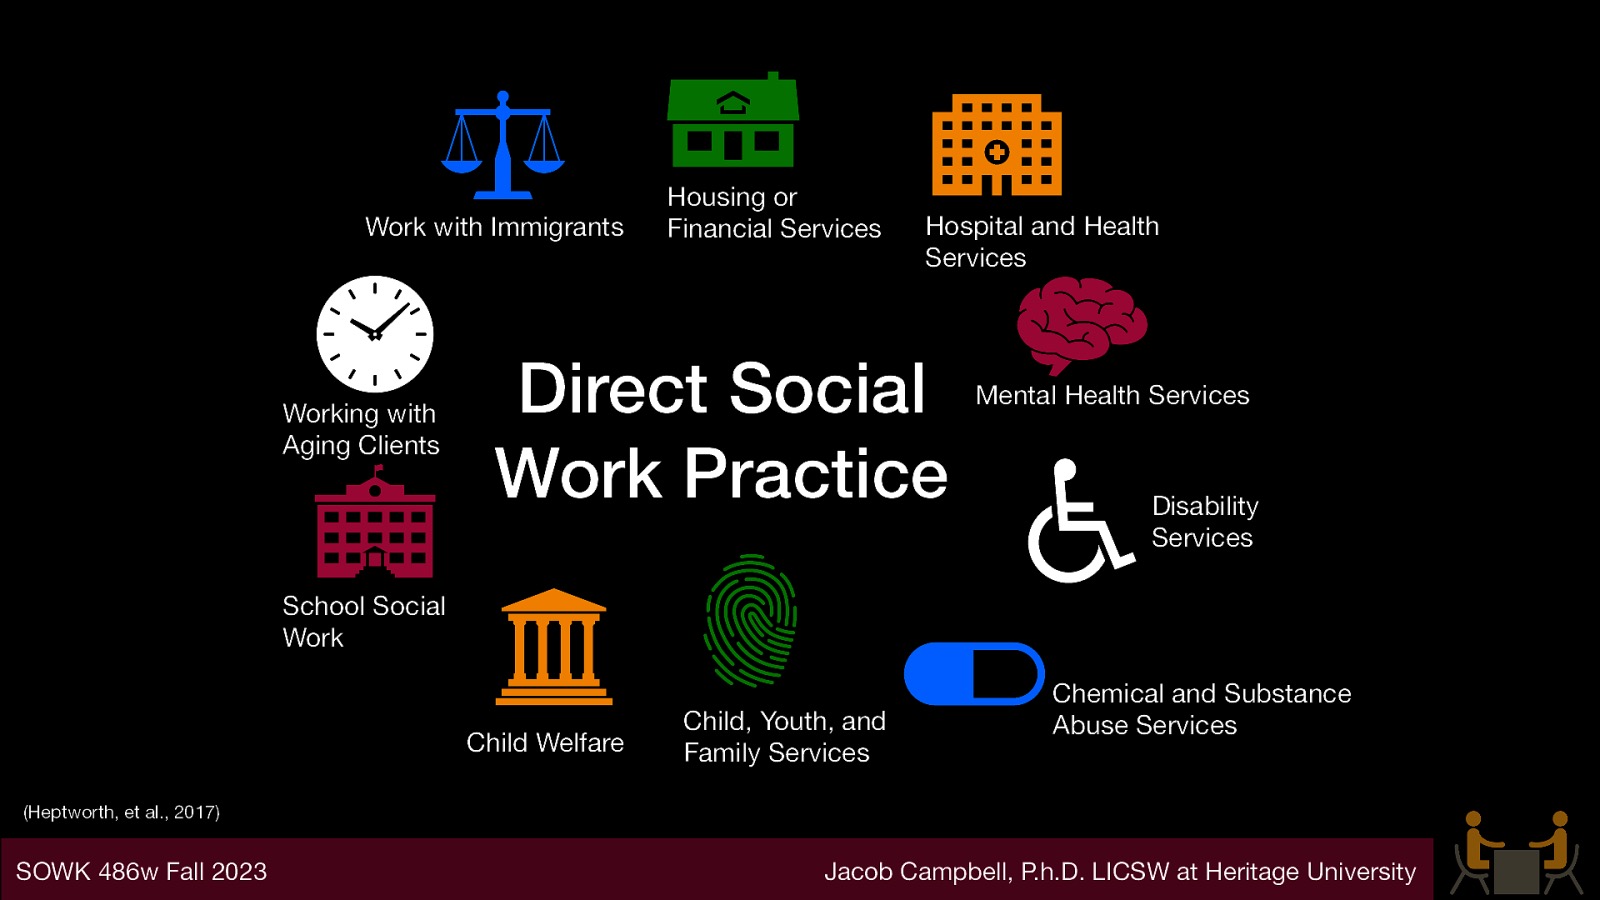 Work with Immigrants
Housing or
Financial Services
Hospital and Health
Services
Working with
Aging Clients
Direct Social
Work Practice
Mental Health Services
Disability
Services
School Social
Work
Child Welfare
Child, Youth, and
Family Services
Chemical and Substance
Abuse Services
(Heptworth, et al., 2017)
SOWK 486w Fall 2023
Jacob Campbell, P.h.D. LICSW at Heritage University